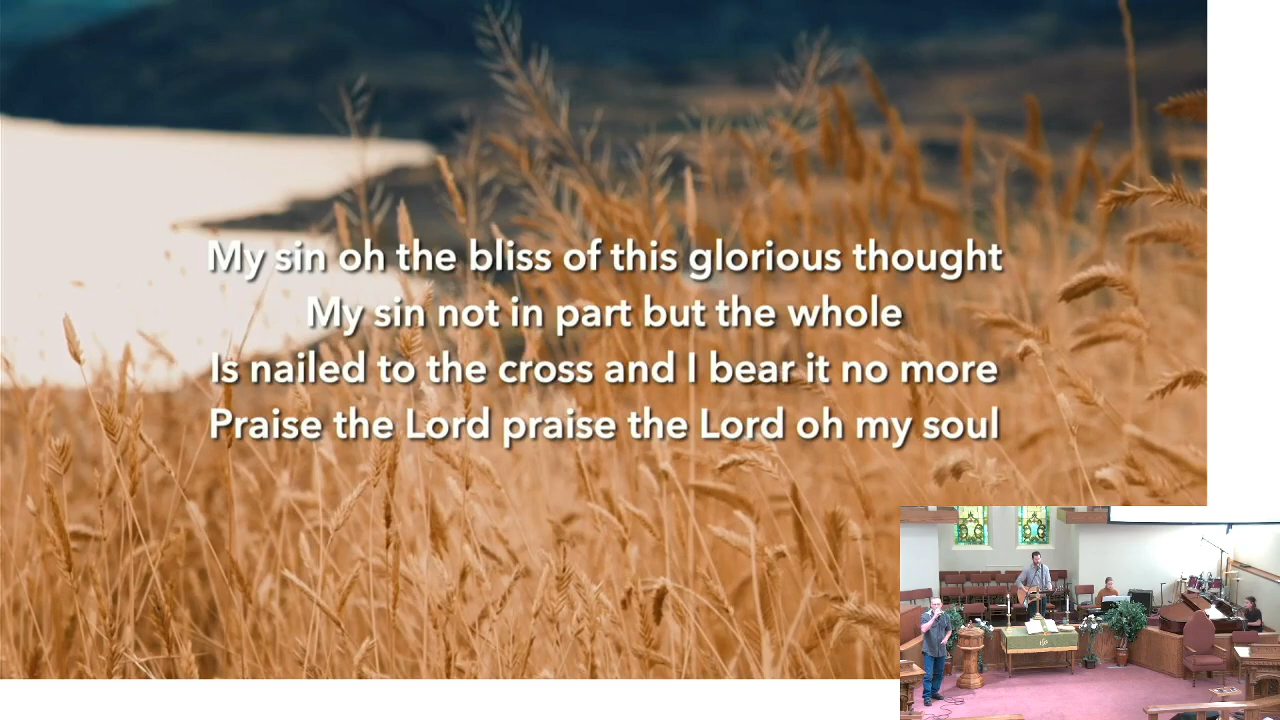 My sin oh the bliss of this glorious thought
My sin not in part but the whole
Is nailed to the cross and I bear it no more
Praise the Lord praise the Lord oh my soul